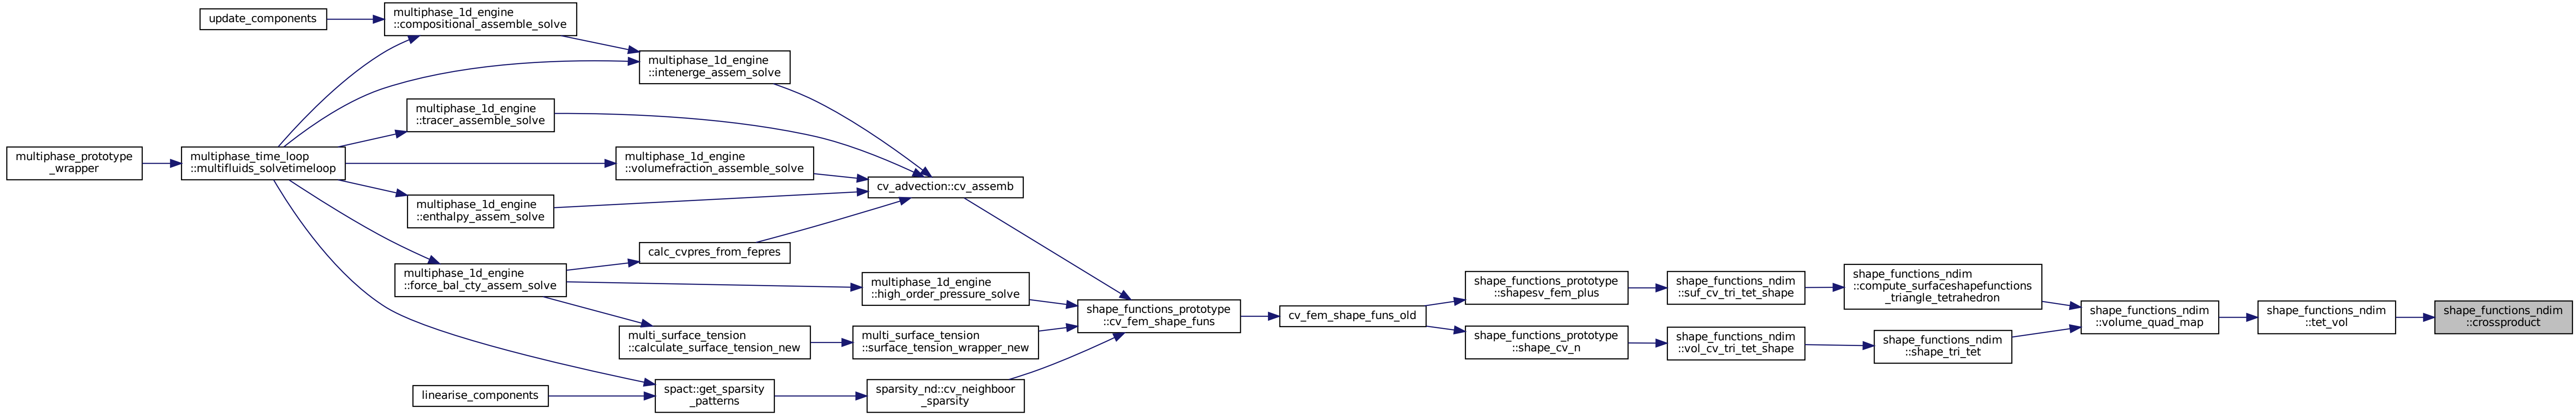 update_components
multiphase_1d_engine
::compositional_assemble_solve
multiphase_1d_engine
::intenerge_assem_solve
multiphase_1d_engine
::tracer_assemble_solve
multiphase_prototype
_wrapper
multiphase_time_loop
::multifluids_solvetimeloop
multiphase_1d_engine
::volumefraction_assemble_solve
cv_advection::cv_assemb
multiphase_1d_engine
::enthalpy_assem_solve
calc_cvpres_from_fepres
multiphase_1d_engine
::force_bal_cty_assem_solve
multiphase_1d_engine
::high_order_pressure_solve
multi_surface_tension
::calculate_surface_tension_new
multi_surface_tension
::surface_tension_wrapper_new
linearise_components
spact::get_sparsity
_patterns
sparsity_nd::cv_neighboor
_sparsity
shape_functions_prototype
::cv_fem_shape_funs
cv_fem_shape_funs_old
shape_functions_prototype
::shapesv_fem_plus
shape_functions_prototype
::shape_cv_n
shape_functions_ndim
::suf_cv_tri_tet_shape
shape_functions_ndim
::vol_cv_tri_tet_shape
shape_functions_ndim
::compute_surfaceshapefunctions
_triangle_tetrahedron
shape_functions_ndim
::shape_tri_tet
shape_functions_ndim
::volume_quad_map
shape_functions_ndim
::tet_vol
shape_functions_ndim
::crossproduct